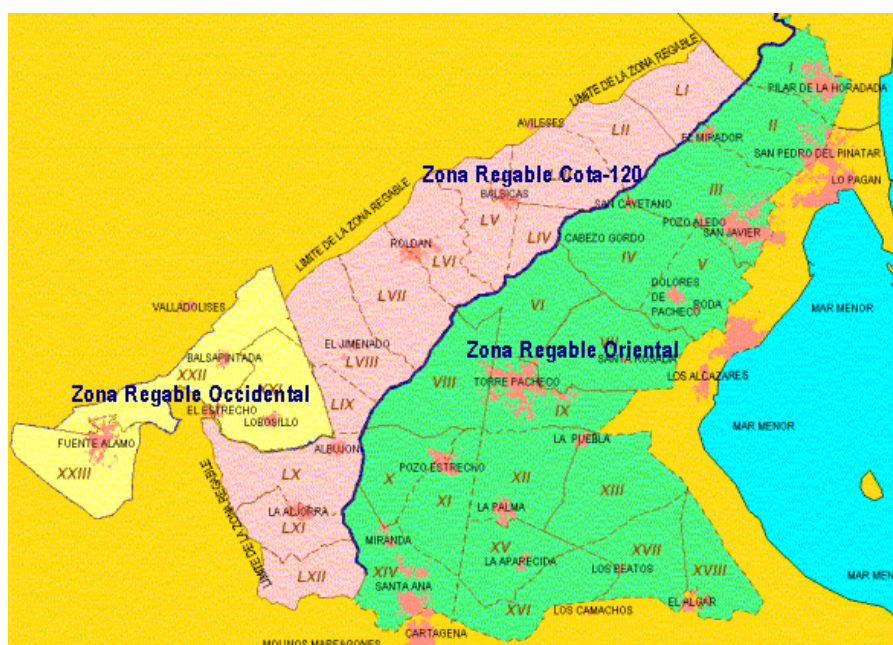 LÍMITE DE LA ZONA REGABLE
LI
I
PILAR DE LA HORADADA
AVILESES
LII
EL MIRADOR
II
SAN PEDRO DEL PINATAR
Zona Regable Cota-120
LO PAGAN
BALSICAS
SAN CAYETANO
III
POZO ALEDO
SAN JAVIER
LÍMITE DE LA ZONA REGABLE
LV
LIV
CABEZO GORDO
ROLDAN
LVI
IV
V
DOLORES
DE
PACHECO
RODA
LVII
VI
VALLADOLISES
MAR MENOR
EL JIMENADO
BALSAPINTADA
LVIII
Zona Regable Oriental
SANTA ROSALIA
XXII
XXI
VIII
TORRE PACHECO
LOS ALCAZARES
Zona Regable Occidental
LIX
IX
EL ESTRECHO
LOBOSILLO
MAR MENOR
FUENTE ALAMO
ALBUJON
LA PUEBLA
XXIII
LX
X
POZO ESTRECHO
XII
XI
XIII
LÍMITE DE LA ZONA REGABLE
LA ALJORRA
LXI
LA PALMA
MIRANDA
XV
XVII
LA APARECIDA
LOS BEATOS
XVIII
LXII
XIV
MAR MEN
SANTA ANA
XVI
LOS CAMACHOS
EL ALGAR
CARTAGENA
MOLINOS MARFAGONES